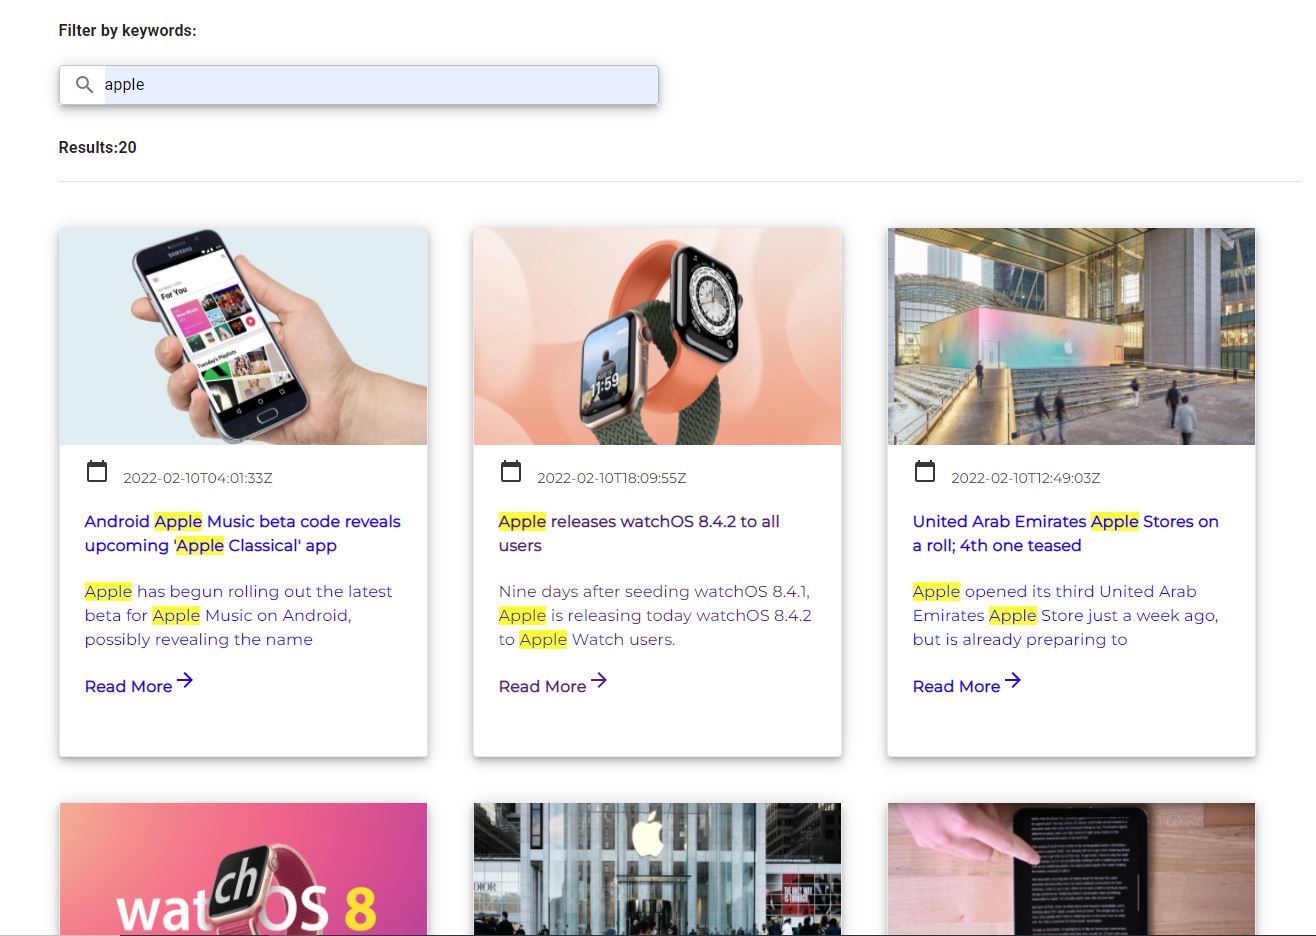 Filter by keywords:
apple
Results:20
SAMSUNG
For You
Tuesday's Playlists
11:59
2022-02-10T04:01:33Z
Android Apple Music beta code reveals
upcoming 'Apple Classical' app
Apple has begun rolling out the latest
beta for Apple Music on Android,
possibly revealing the name
Read More
2022-02-10T18:09:55Z
Apple releases watchOS 8.4.2 to all
users
Nine days after seeding watchOS 8.4.1,
Apple is releasing today watchOS 8.4.2
to Apple Watch users.
Read More
2022-02-10T12:49:03Z
United Arab Emirates Apple Stores on
a roll; 4th one teased
Apple opened its third United Arab
Emirates Apple Store just a week ago,
but is already preparing to
Read More
watchOS 8
DIOR
THE ONLY WAY
IS THROUGH